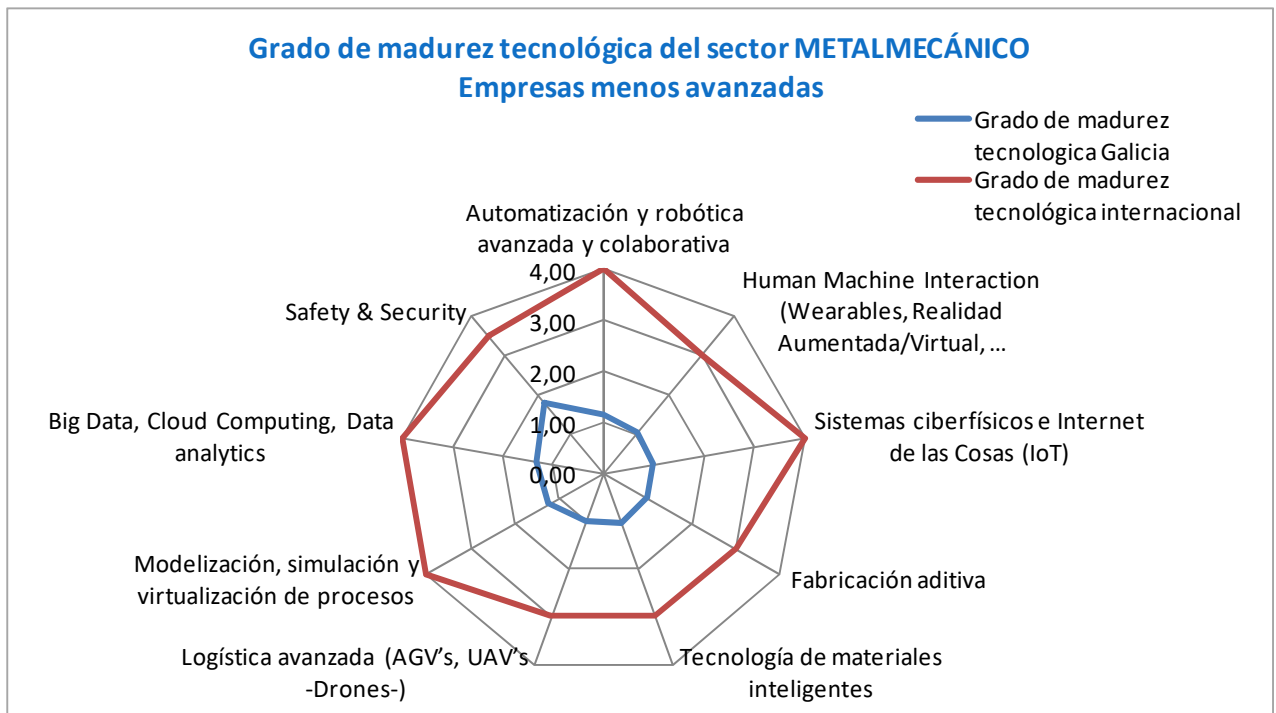 Grado de madurez tecnológica del sector METALMECÁNICO
Empresas menos avanzadas
Grado de madurez
tecnologica Galicia
Grado de madurez
tecnológica internacional
Automatización y robótica
avanzada y colaborativa
4,00
3,00
2,00
1,00
0,00
Human Machine Interaction
(Wearables, Realidad
Aumentada/Virtual, ...
Sistemas ciberfísicos e Internet
de las Cosas (IoT)
Fabricación aditiva
Tecnología de materiales
inteligentes
Logística avanzada (AGV’s, UAV’s
-Drones-)
Modelización, simulación y
virtualización de procesos
Big Data, Cloud Computing, Data
analytics
Safety & Security